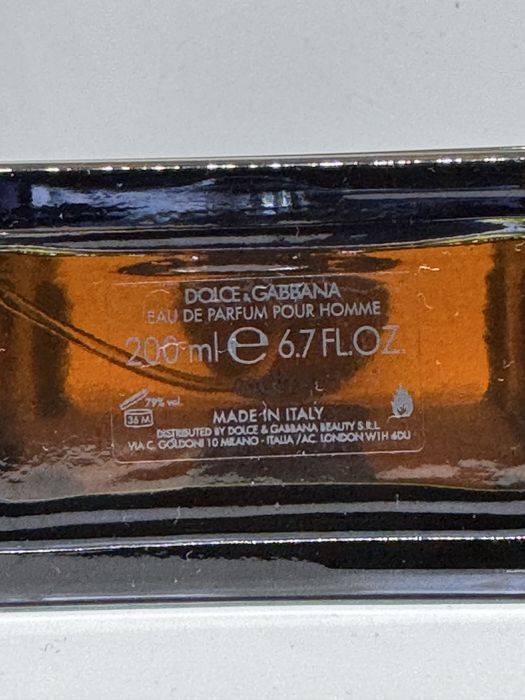 DOLCE & GABBANA
EAU DE PARFUM POUR HOMME
200 ml e 6.7 FL.OZ.
79% vol.
36 M
MADE IN ITALY
DISTRIBUTED BY DOLCE & GABBANA BEAUTY S.R.L
VIA C. GOLDONI 10 MILANO - ITALIA / AC. LONDON W1H 6DU